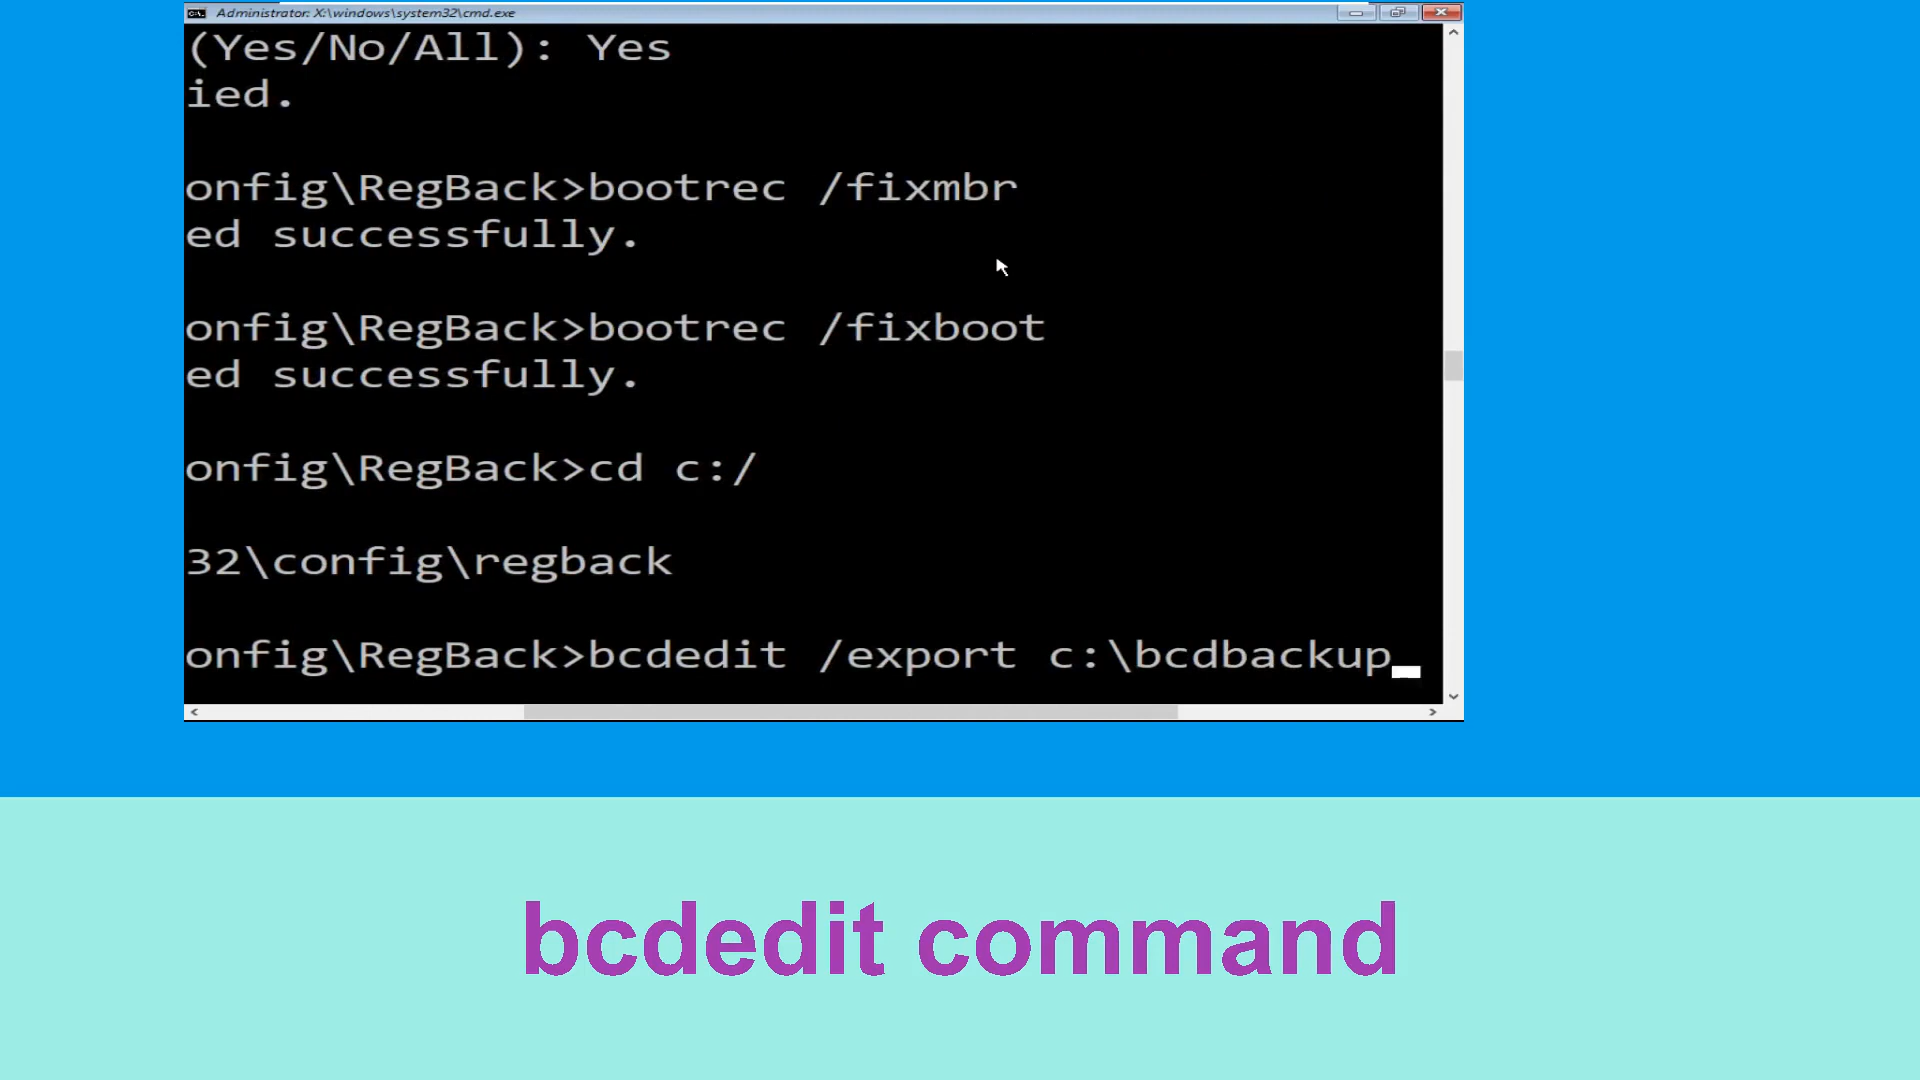 Administrator: X:\windows\system32\cmd.exe
(Yes/No/All): Yes
ied.
onfig\RegBack>bootrec /fixmbr
ed successfully.
onfig\RegBack>bootrec /fixboot
ed successfully.
onfig\RegBack>cd c:/
32\config\regback
onfig\RegBack>bcdedit /export c:\bcdbackup
bcdedit command